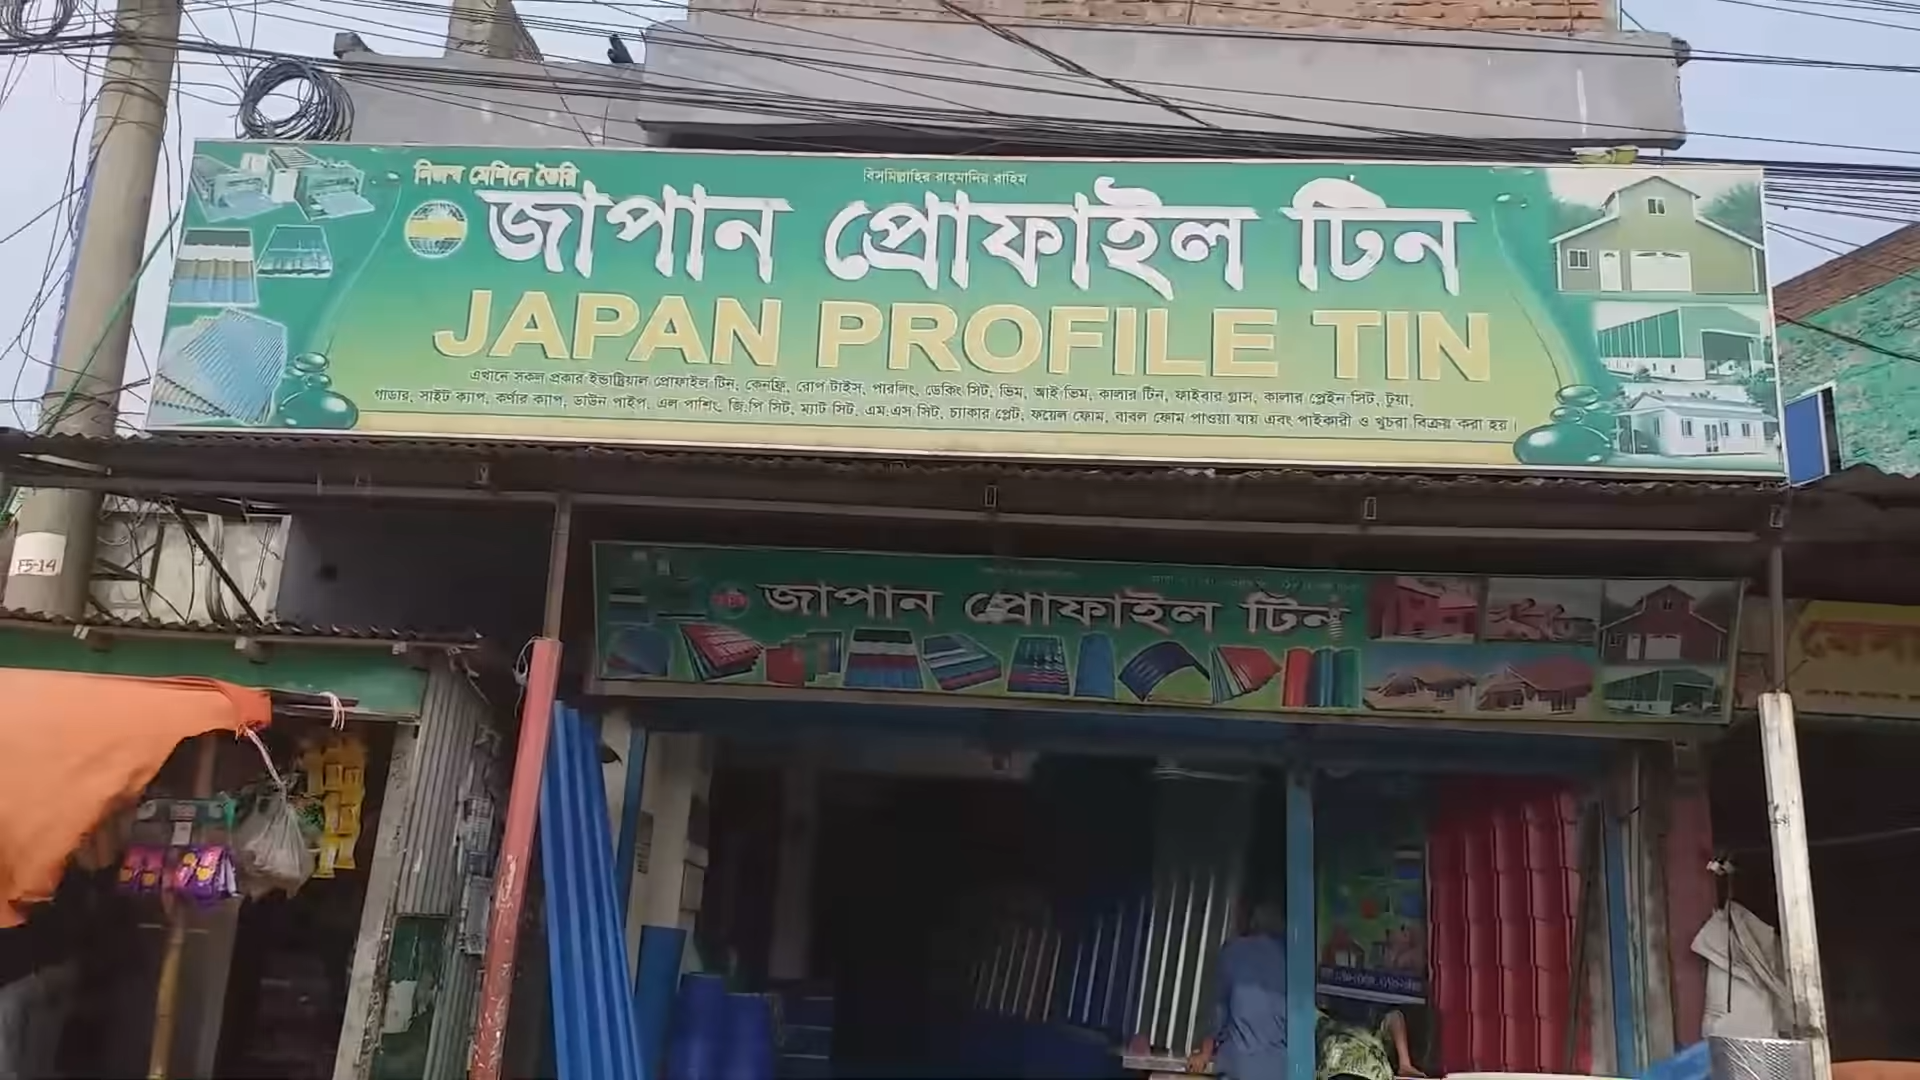 বিসমিল্লাহির রাহমানির রাহিম
নিজস্ব মেশিনে তৈরি
জাপান প্রোফাইল টিন
JAPAN PROFILE TIN
এখানে সকল প্রকার ইন্ডাষ্ট্রিয়াল প্রোফাইল টিন, কেনফ্রি, রোপ টাইস, পারলিং, ডেকিং সিট, ভিম, আই ভিম, কালার টিন, ফাইবার গ্লাস, কালার প্লেইন সিট, টুয়া,
গাডার, সাইট ক্যাপ, কর্ণার ক্যাপ, ডাউন পাইপ, এল পাশিং, জি.পি সিট, ম্যাট সিট, এম.এস সিট, চ্যাকার প্লেট, ফয়েল ফোম, বাবল ফোম পাওয়া যায় এবং পাইকারী ও খুচরা বিক্রয় করা হয়।
F5-14
জাপান প্রোফাইল টিন